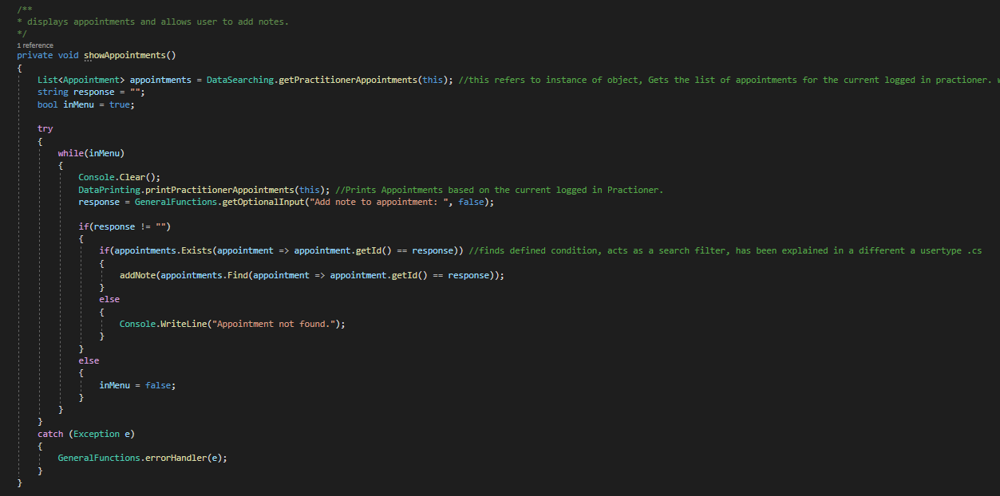 /**
* displays appointments and allows user to add notes.
*/
1 reference
private void showAppointments()
{
List<Appointment> appointments = DataSearching.getPractitionerAppointments(this); //this refers to instance of object, Gets the list of appointments for the current logged in practioner.
string response = "";
bool inMenu = true;
try
{
while(inMenu)
{
Console.Clear();
DataPrinting.printPractitionerAppointments(this); //Prints Appointments based on the current logged in Practioner.
response = GeneralFunctions.getOptionalInput("Add note to appointment: ", false);
if(response != "")
{
if(appointments.Exists(appointment => appointment.getId() == response)) //finds defined condition, acts as a search filter, has been explained in a different a usertype .cs
{
addNote(appointments.Find(appointment => appointment.getId() == response));
}
else
{
Console.WriteLine("Appointment not found.");
}
}
else
{
inMenu = false;
}
}
}
catch (Exception e)
{
GeneralFunctions.errorHandler(e);
}
}